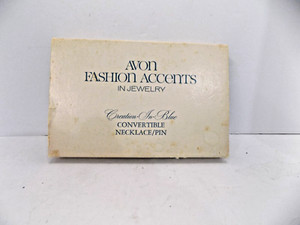 AVON
FASHION ACCENTS
IN JEWELRY
Creation-In-Blue
CONVERTIBLE
NECKLACE/PIN